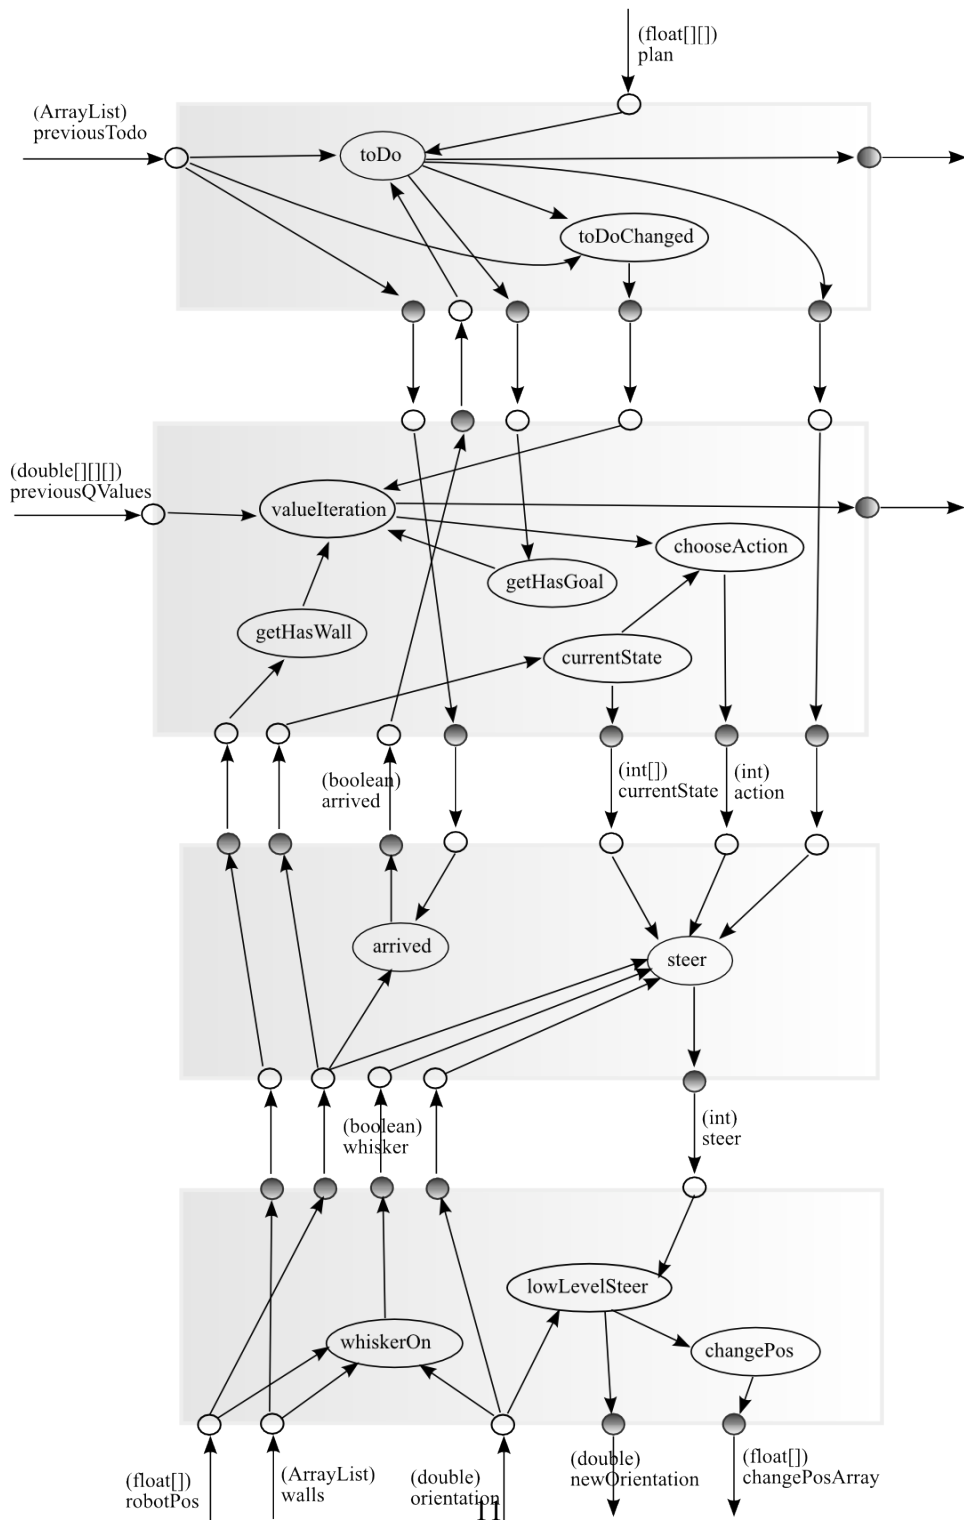 (float[][])
plan
(ArrayList)
previousTodo
toDo
toDoChanged
(double[][][])
previousQValues
valueIteration
chooseAction
getHasGoal
getHasWall
currentState
(boolean)
arrived
(int[])
currentState
(int)
action
arrived
steer
(boolean)
whisker
(int)
steer
lowLevelSteer
whiskerOn
changePos
(float[])
robotPos
(ArrayList)
walls
(double)
orientation
(double)
newOrientation
(float[])
changePosArray
11